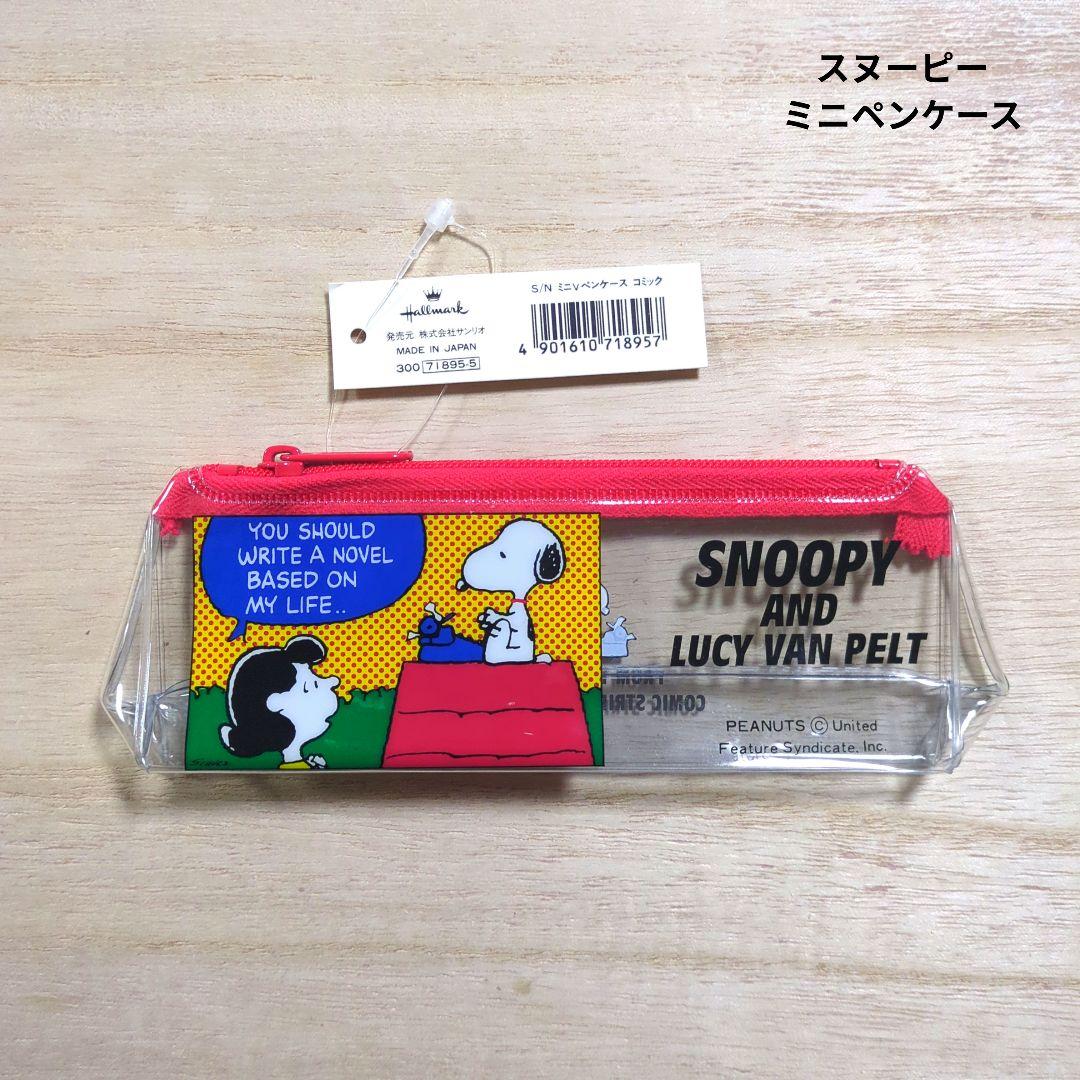 スヌーピー
ミニペンケース
Hallmark
発売元 株式会社サンリオ
MADE IN JAPAN
300 71895-5
S/N ミニVペンケース コミック
4 901610 718957
YOU SHOULD
WRITE A NOVEL
BASED ON
MY LIFE..
SNOOPY
AND
LUCY VAN PELT
COMIC STRI
PEANUTS © United
Feature Syndicate, Inc.